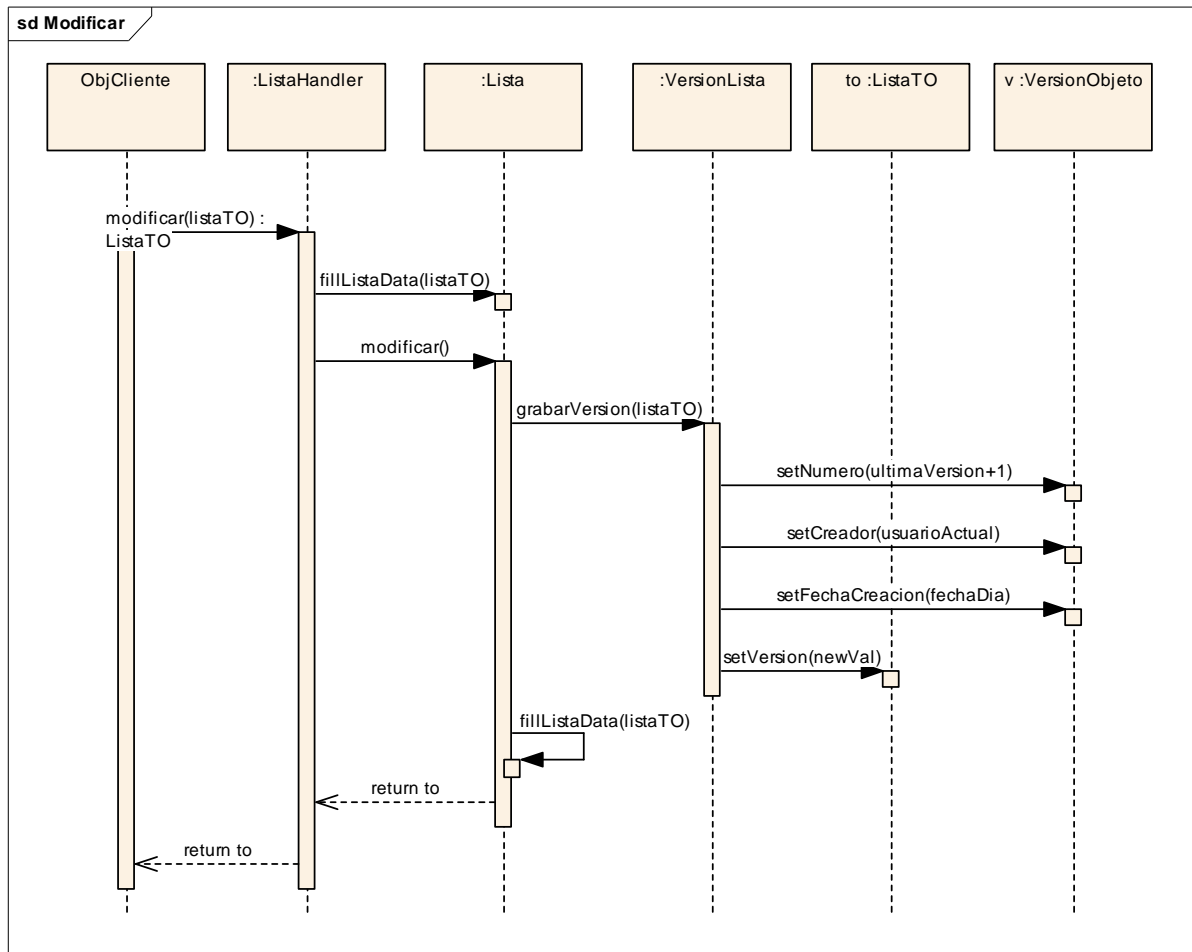 sd Modificar
ObjCliente
:ListaHandler
:Lista
:VersionLista
to :ListaTO
v :VersionObjeto
modificar(listaTO) :
ListaTO
fillListaData(listaTO)
modificar()
grabarVersion(listaTO)
setNumero(ultimaVersion+1)
setCreador(usuarioActual)
setFechaCreacion(fechaDia)
setVersion(newVal)
fillListaData(listaTO)
return to
return to